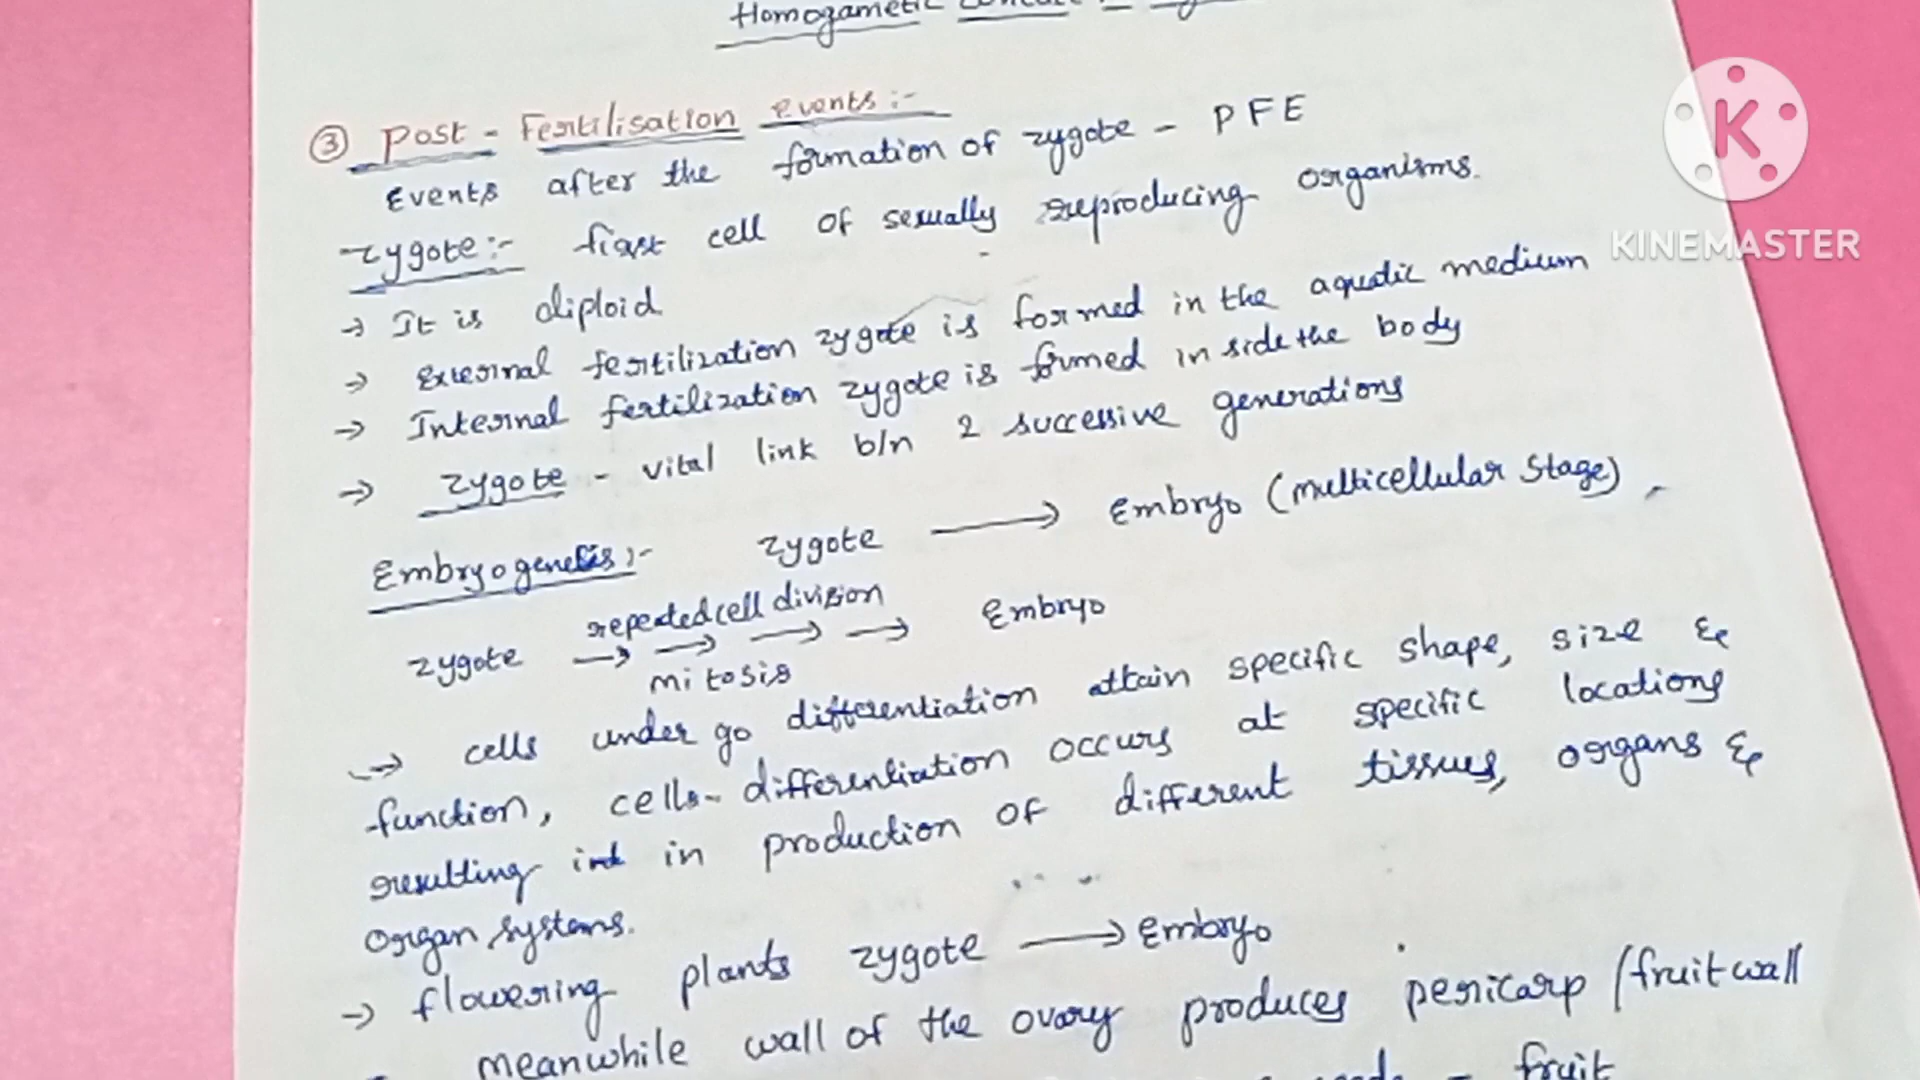 Homogametic
③ Post - Fertilisation events:-
Events after the formation of zygote - PFE
Zygote:- first cell of sexually reproducing organisms.
→ It is diploid
→ External fertilization zygote is formed in the aquatic medium
→ Internal fertilization zygote is formed inside the body
→ Zygote - vital link b/n 2 successive generations
Embryogenesis:- Zygote → Embryo (multicellular stage)
repeated cell division
Zygote → → → → Embryo
mitosis
→ cells under go differentiation attain specific shape, size &
function, cells- differentiation occurs at specific locations
resulting in production of different tissues, organs &
organ systems.
→ flowering plants zygote → Embryo
meanwhile wall of the ovary produces pericarp / fruit wall
- fruit
KINEMASTER